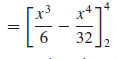 = [x³/6 − x⁴/32]₂⁴